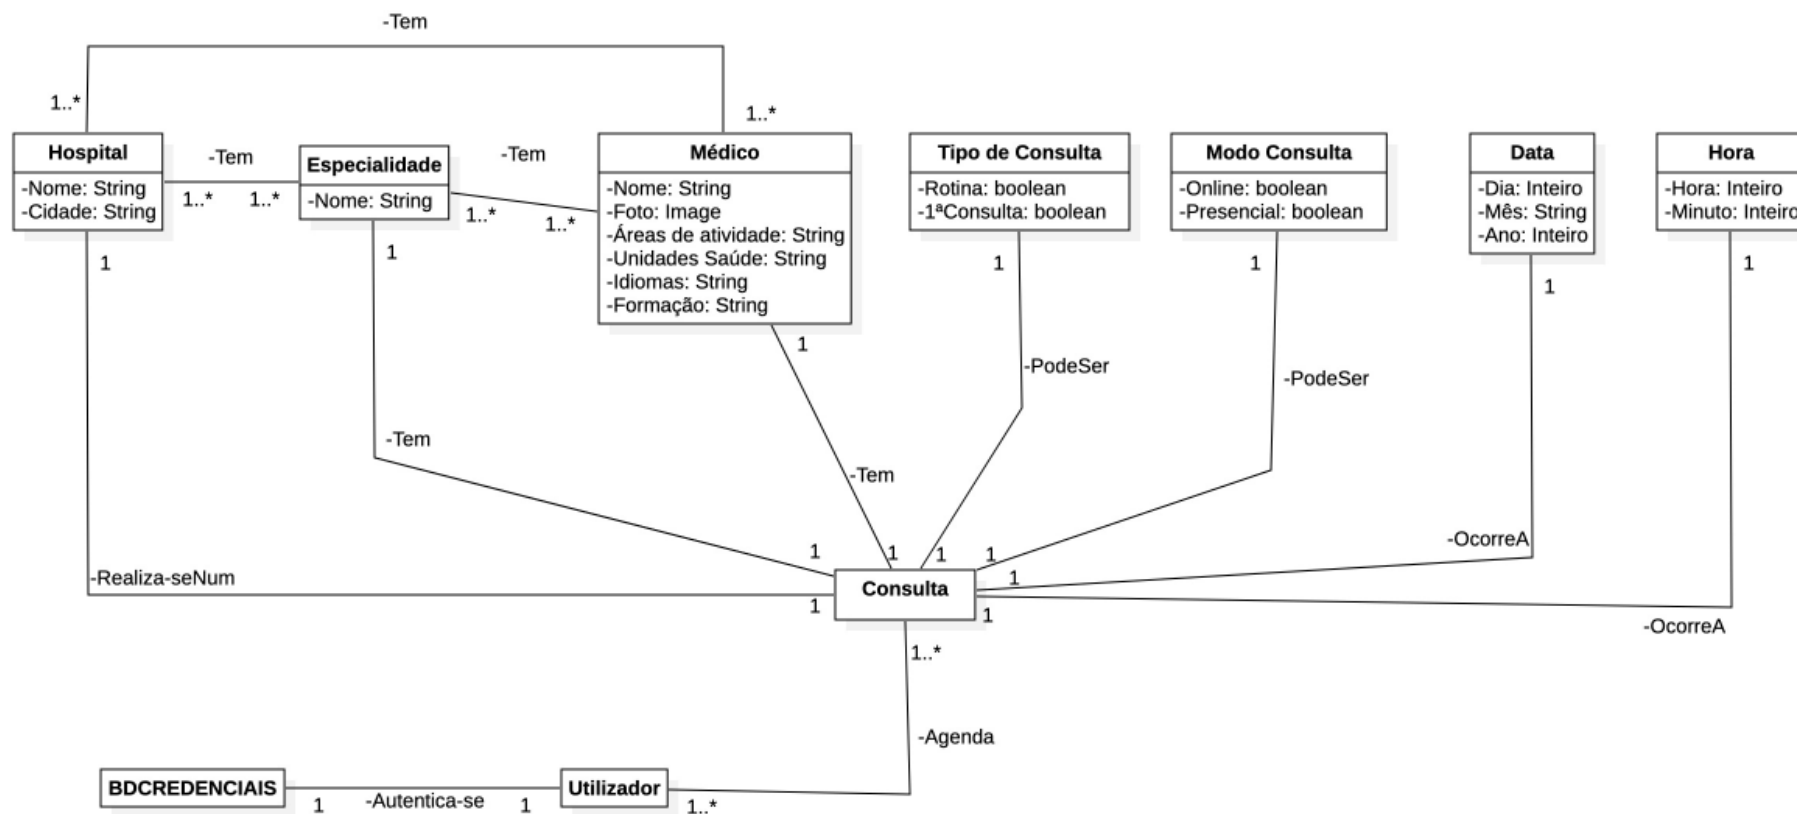 -Tem
1..*
1..*
Hospital
-Nome: String
-Cidade: String
-Tem
1..*
1..*
Especialidade
-Nome: String
-Tem
1..*
1..*
Médico
-Nome: String
-Foto: Image
-Áreas de atividade: String
-Unidades Saúde: String
-Idiomas: String
-Formação: String
Tipo de Consulta
-Rotina: boolean
-1ªConsulta: boolean
Modo Consulta
-Online: boolean
-Presencial: boolean
Data
-Dia: Inteiro
-Mês: String
-Ano: Inteiro
Hora
-Hora: Inteiro
-Minuto: Inteiro
1
1
1
1
1
1
1
-PodeSer
-PodeSer
-Tem
-Tem
-OcorreA
1
1
1
1
1
-Realiza-seNum
1
Consulta
1
-OcorreA
1..*
-Agenda
BDCREDENCIAIS
1
-Autentica-se
1
Utilizador
1..*